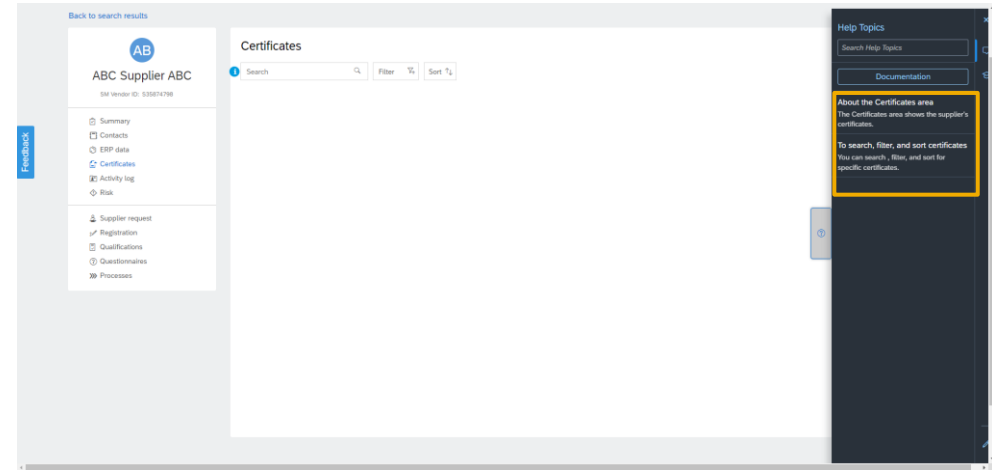 Back to search results
AB
ABC Supplier ABC
SM Vendor ID: S35874798
Summary
Contacts
ERP data
Certificates
Activity log
Risk
Supplier request
Registration
Qualifications
Questionnaires
Processes
Feedback
Certificates
Search
Filter
Sort
Help Topics
Search Help Topics
Documentation
About the Certificates area
The Certificates area shows the supplier's
certificates.
To search, filter, and sort certificates
You can search , filter, and sort for
specific certificates.